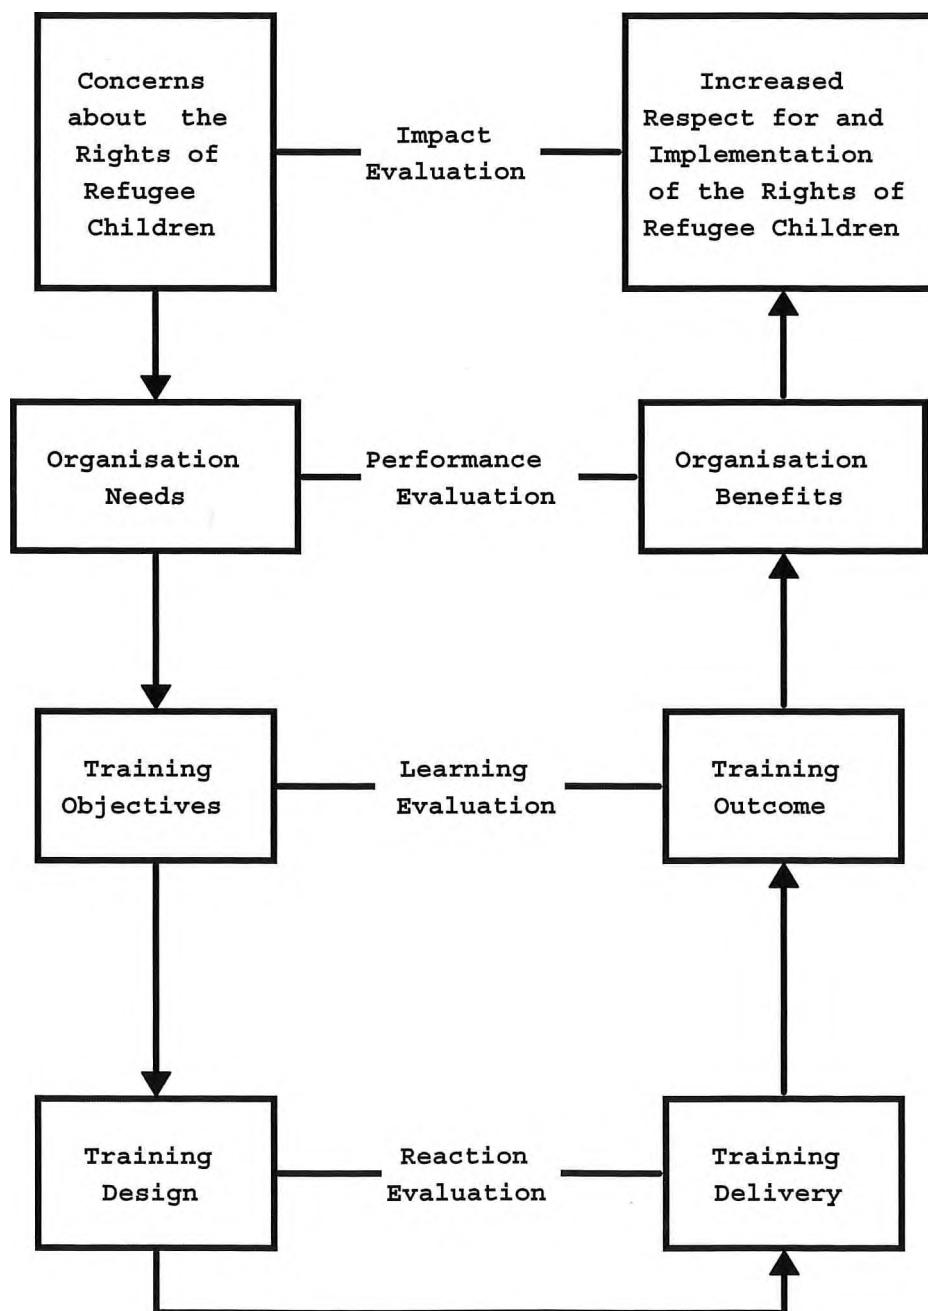 Concerns
about the
Rights of
Refugee
Children
Impact
Evaluation
Increased
Respect for and
Implementation
of the Rights of
Refugee Children
Organisation
Needs
Performance
Evaluation
Organisation
Benefits
Training
Objectives
Learning
Evaluation
Training
Outcome
Training
Design
Reaction
Evaluation
Training
Delivery